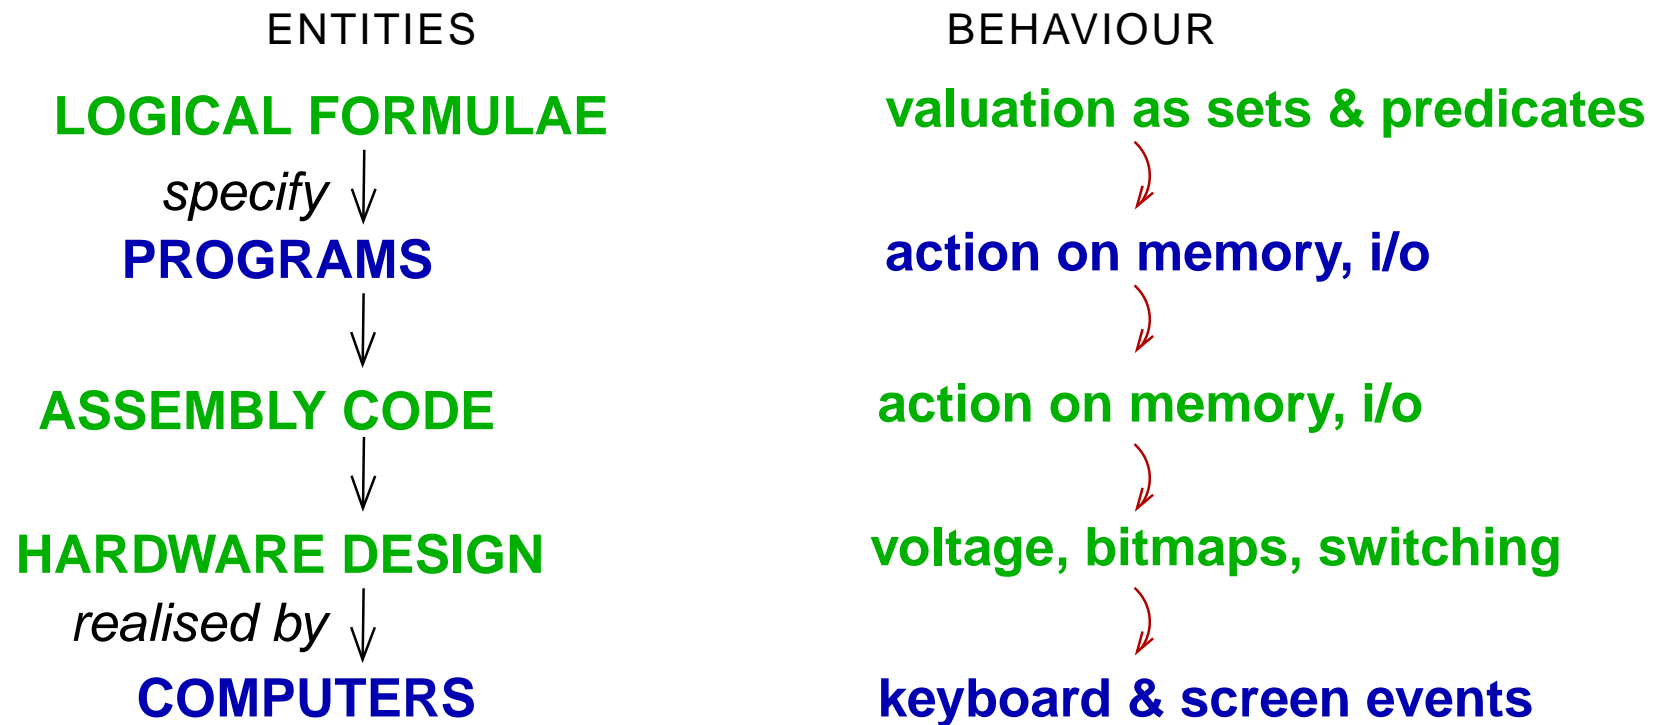 ENTITIES BEHAVIOUR
LOGICAL FORMULAE valuation as sets & predicates
specify
PROGRAMS action on memory, i/o
ASSEMBLY CODE action on memory, i/o
HARDWARE DESIGN voltage, bitmaps, switching
realised by
COMPUTERS keyboard & screen events